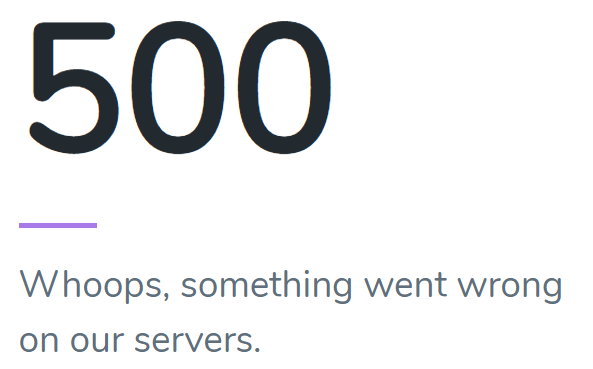 500
Whoops, something went wrong
on our servers.